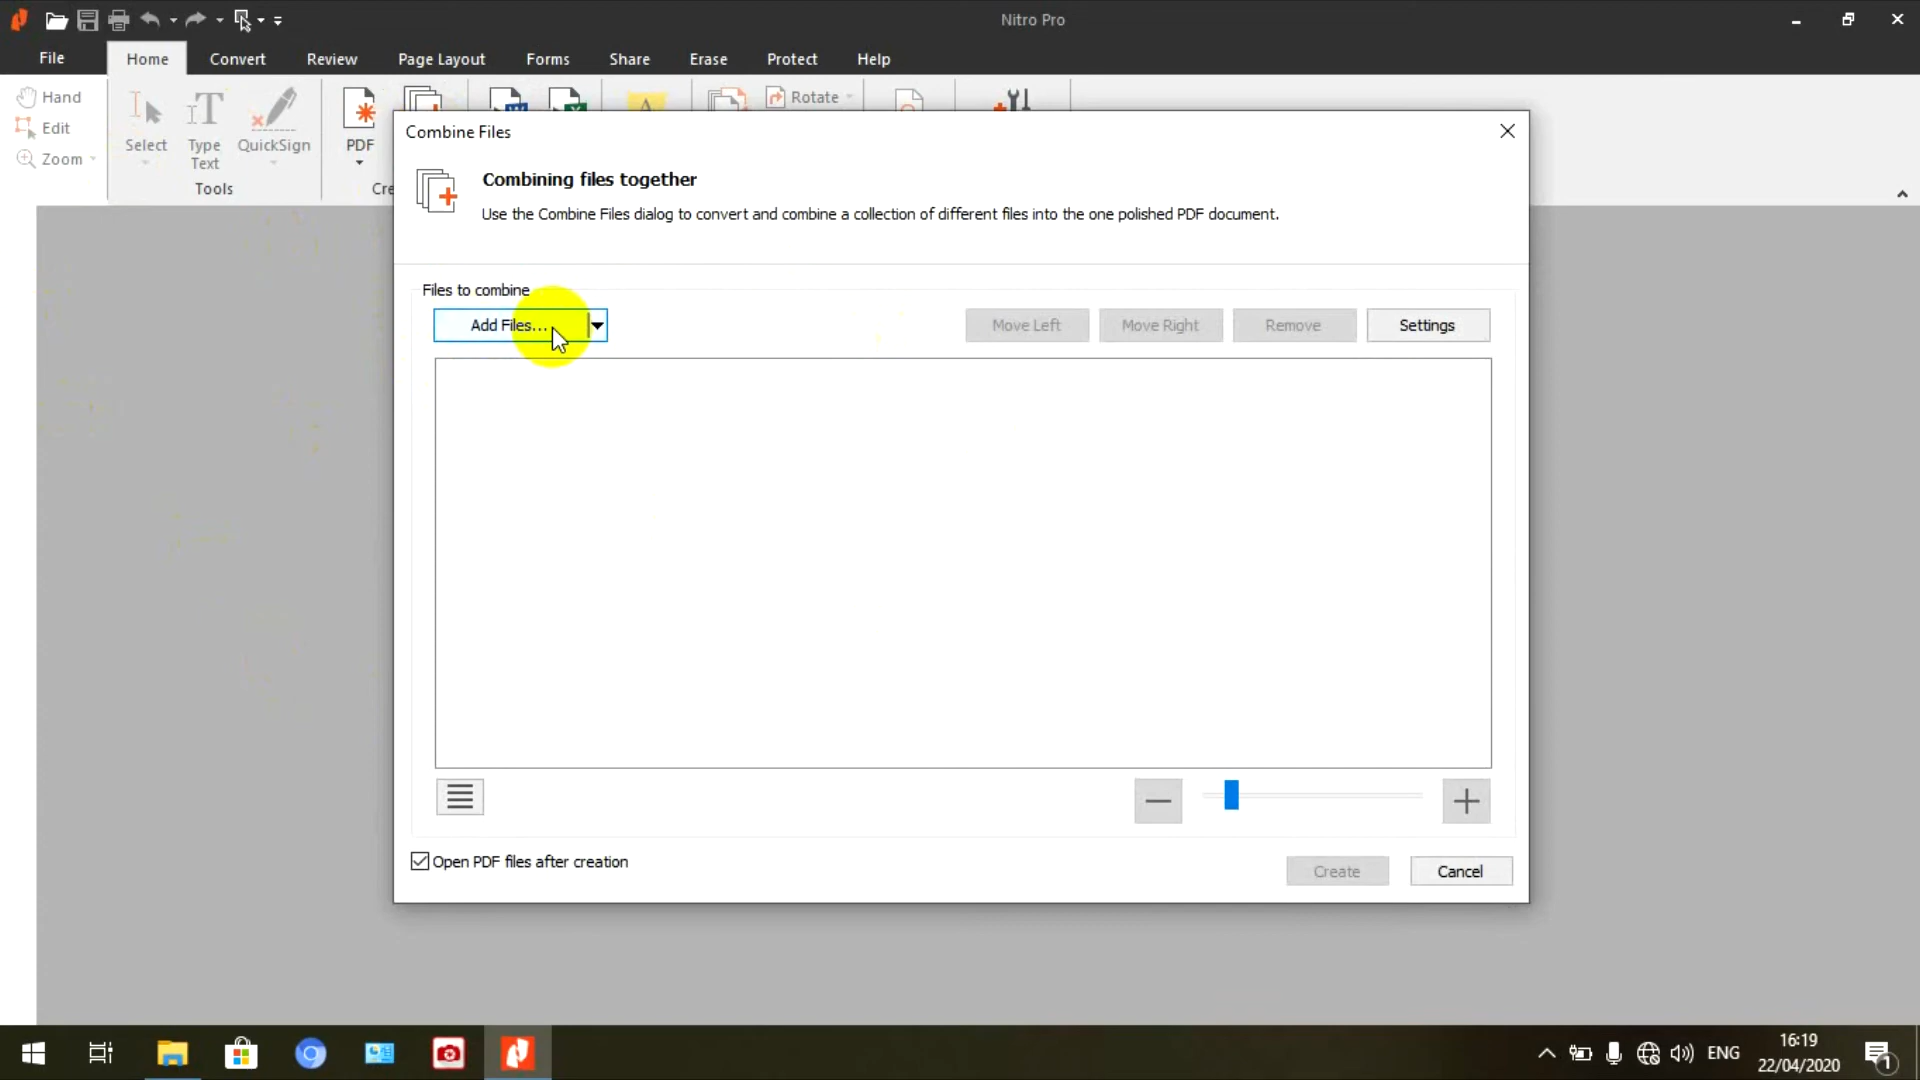 Nitro Pro
File Home Convert Review Page Layout Forms Share Erase Protect Help
Hand
Edit
Zoom
Select
Type
Text
QuickSign
Tools
PDF
Rotate
Combine Files
Combining files together
Use the Combine Files dialog to convert and combine a collection of different files into the one polished PDF document.
Files to combine
Add Files...
Move Left Move Right Remove Settings
Open PDF files after creation
Create Cancel
ENG
16:19
22/04/2020
1